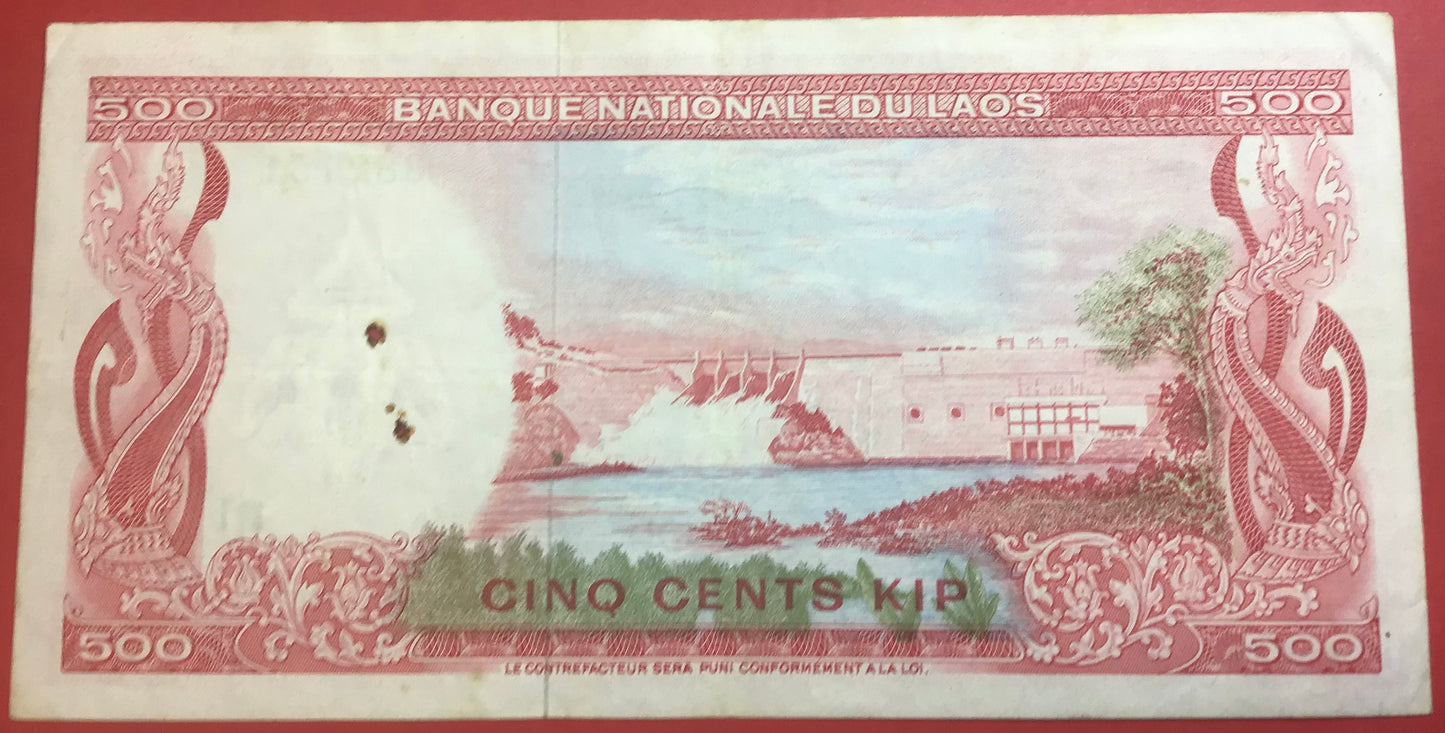 500 BANQUE NATIONALE DU LAOS 500
CINQ CENTS KIP
500 500
LE CONTREFACTEUR SERA PUNI CONFORMÉMENT A LA LOI.